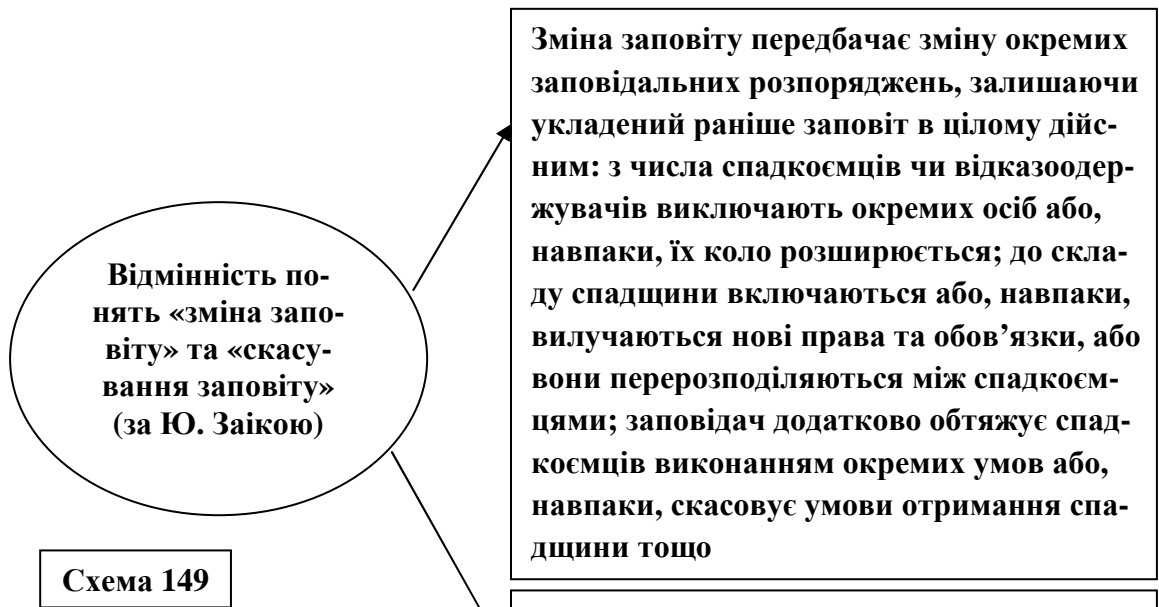 Зміна заповіту передбачає зміну окремих
заповідальних розпоряджень, залишаючи
укладений раніше заповіт в цілому дійс-
ним: з числа спадкоємців чи відказоодер-
жувачів виключають окремих осіб або,
навпаки, їх коло розширюється; до скла-
ду спадщини включаються або, навпаки,
вилучаються нові права та обов’язки, або
вони перерозподіляються між спадкоєм-
цями; заповідач додатково обтяжує спад-
коємців виконанням окремих умов або,
навпаки, скасовує умови отримання спа-
дщини тощо
Відмінність по-
нять «зміна запо-
віту» та «скасу-
вання заповіту»
(за Ю. Заікою)
Схема 149